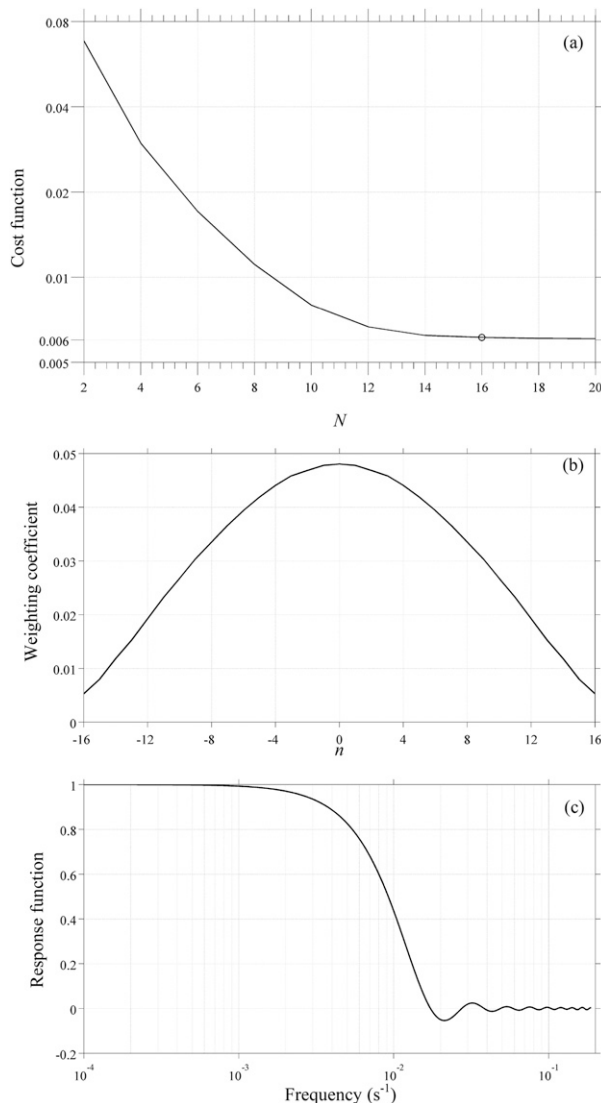 0.08
(a)
0.04
0.02
0.01
0.006
0.005
Cost function
2 4 6 8 10 12 14 16 18 20
N
0.05
(b)
0.04
0.03
0.02
0.01
0
Weighting coefficient
-16 -12 -8 -4 0 4 8 12 16
n
1
(c)
0.8
0.6
0.4
0.2
0
-0.2
Response function
10-4 10-3 10-2 10-1
Frequency (s-1)